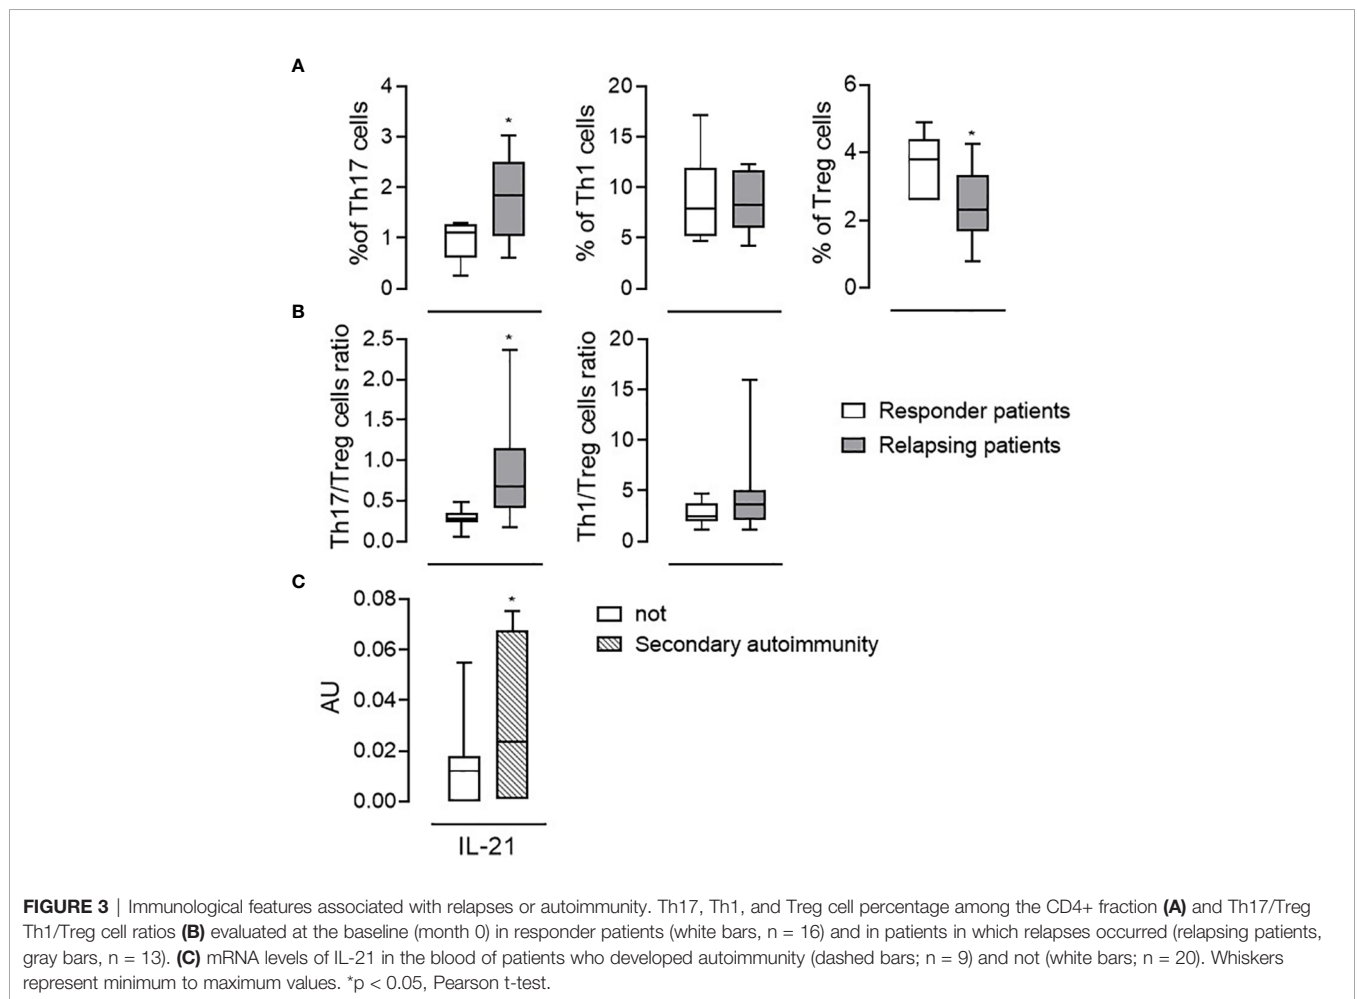 A
%of Th17 cells
4
3
2
1
0
*
% of Th1 cells
20
15
10
5
0
% of Treg cells
6
4
2
0
*
B
Th17/Treg cells ratio
2.5
2.0
1.5
1.0
0.5
0.0
*
Th1/Treg cells ratio
20
15
10
5
0
Responder patients
Relapsing patients
C
AU
0.08
0.06
0.04
0.02
0.00
*
IL-21
not
Secondary autoimmunity
FIGURE 3 | Immunological features associated with relapses or autoimmunity. Th17, Th1, and Treg cell percentage among the CD4+ fraction (A) and Th17/Treg
Th1/Treg cell ratios (B) evaluated at the baseline (month 0) in responder patients (white bars, n = 16) and in patients in which relapses occurred (relapsing patients,
gray bars, n = 13). (C) mRNA levels of IL-21 in the blood of patients who developed autoimmunity (dashed bars; n = 9) and not (white bars; n = 20). Whiskers
represent minimum to maximum values. *p < 0.05, Pearson t-test.